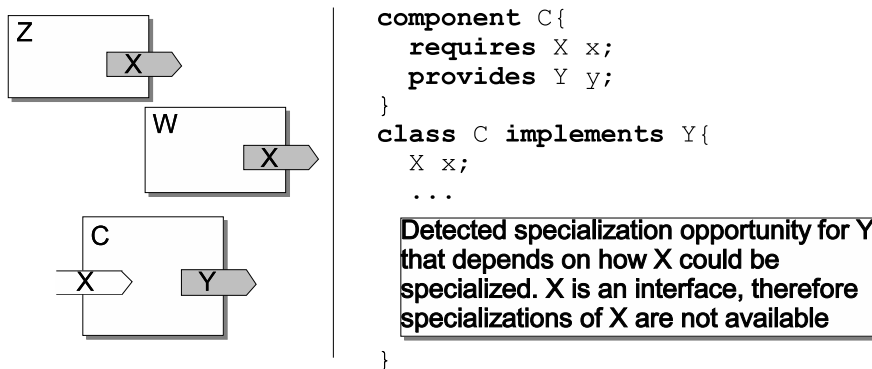 Z
X
W
X
C
X
Y
component C{
requires X x;
provides Y y;
}
class C implements Y{
X x;
...
Detected specialization opportunity for Y
that depends on how X could be
specialized. X is an interface, therefore
specializations of X are not available
}